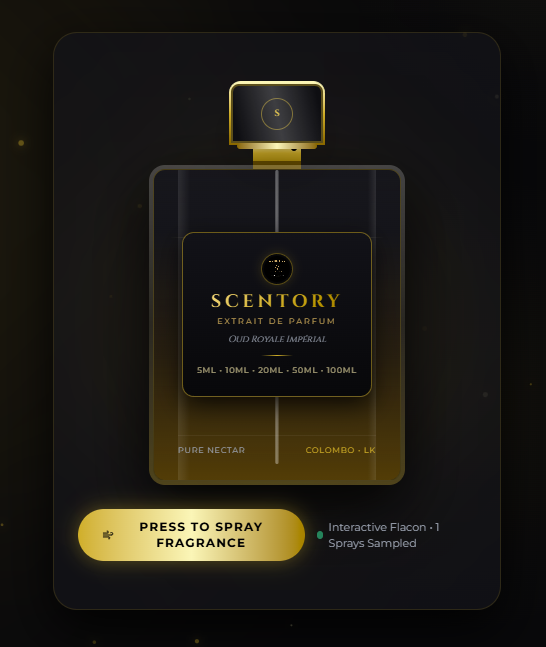 S
SCENTORY
EXTRAIT DE PARFUM
OUD ROYALE IMPÉRIAL
5ML • 10ML • 20ML • 50ML • 100ML
PURE NECTAR
COLOMBO • LK
PRESS TO SPRAY
FRAGRANCE
Interactive Flacon • 1
Sprays Sampled